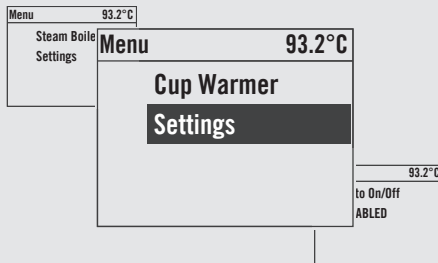 Menu 93.2°C
Steam Boile
Settings
Menu 93.2°C
Cup Warmer
Settings
93.2°C
to On/Off
ABLED